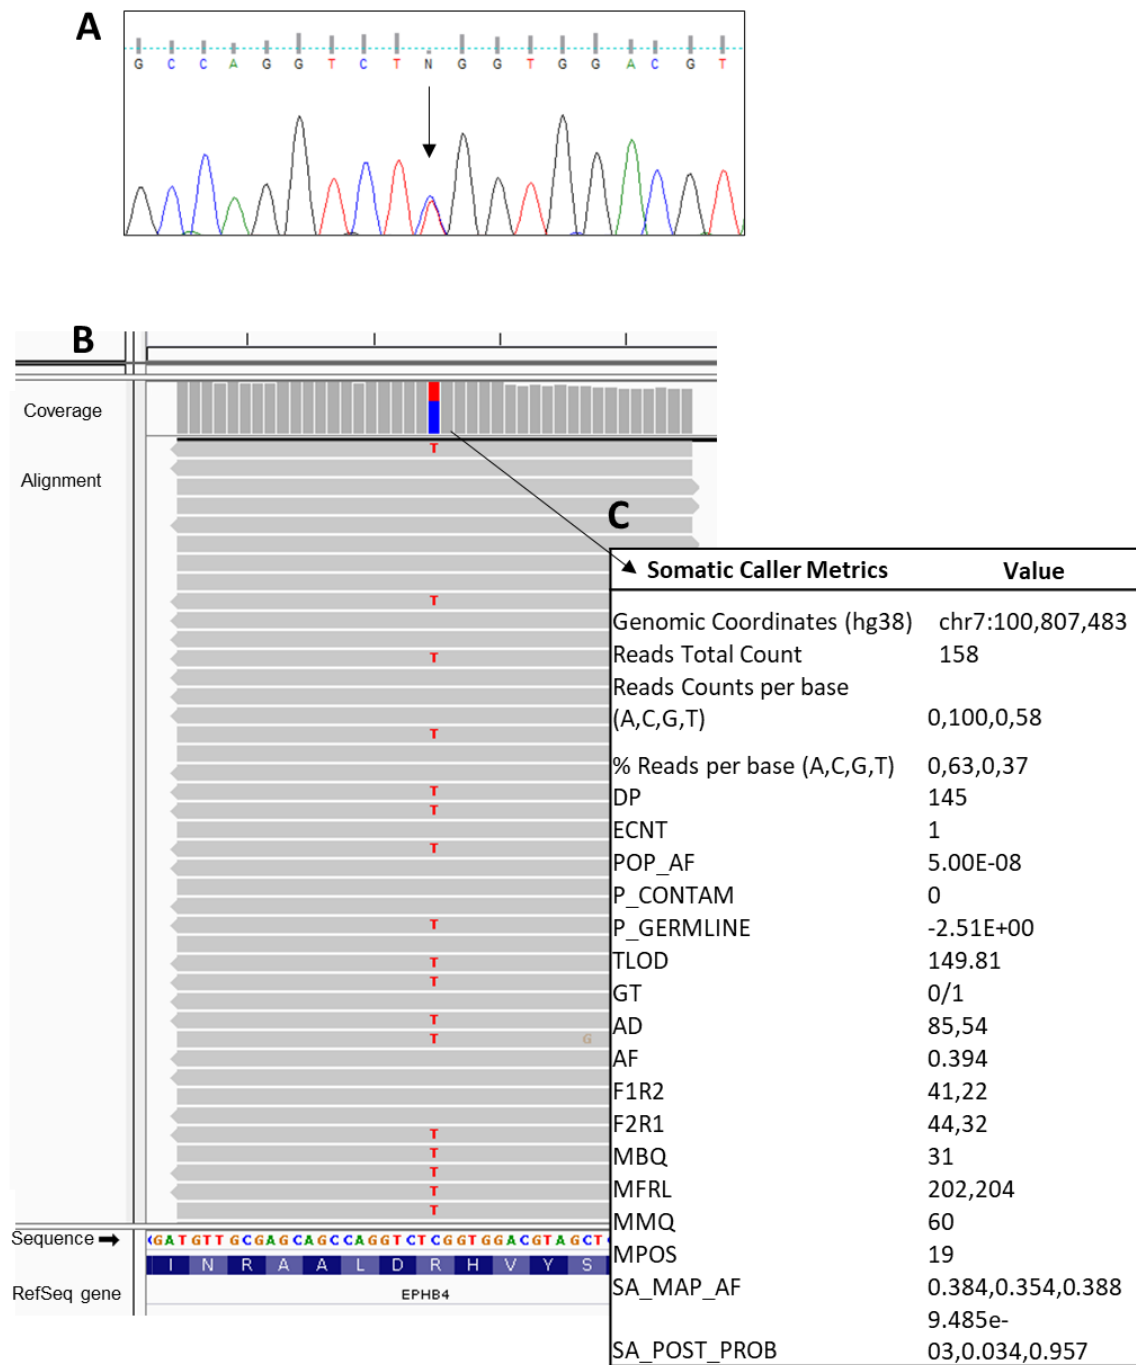 A
G C C A G G T C T N G G T G G A C G T
B
Coverage
T
Alignment
C
Somatic Caller Metrics Value
T
Genomic Coordinates (hg38) chr7:100,807,483
T
Reads Total Count 158
Reads Counts per base
(A,C,G,T) 0,100,0,58
T
% Reads per base (A,C,G,T) 0,63,0,37
T
DP 145
T
ECNT 1
T
POP_AF 5.00E-08
P_CONTAM 0
T
P_GERMLINE -2.51E+00
T
TLOD 149.81
T
GT 0/1
T
AD 85,54
T G
AF 0.394
F1R2 41,22
F2R1 44,32
T
MBQ 31
T
T
MFRL 202,204
T
T
MMQ 60
Sequence GATGTTGCGAGCAGCCAGGTCTCGGTGGACGTAGCT
MPOS 19
I N R A A L D R H V Y S
RefSeq gene EPHB4
SA_MAP_AF 0.384,0.354,0.388
9.485e-
SA_POST_PROB 03,0.034,0.957